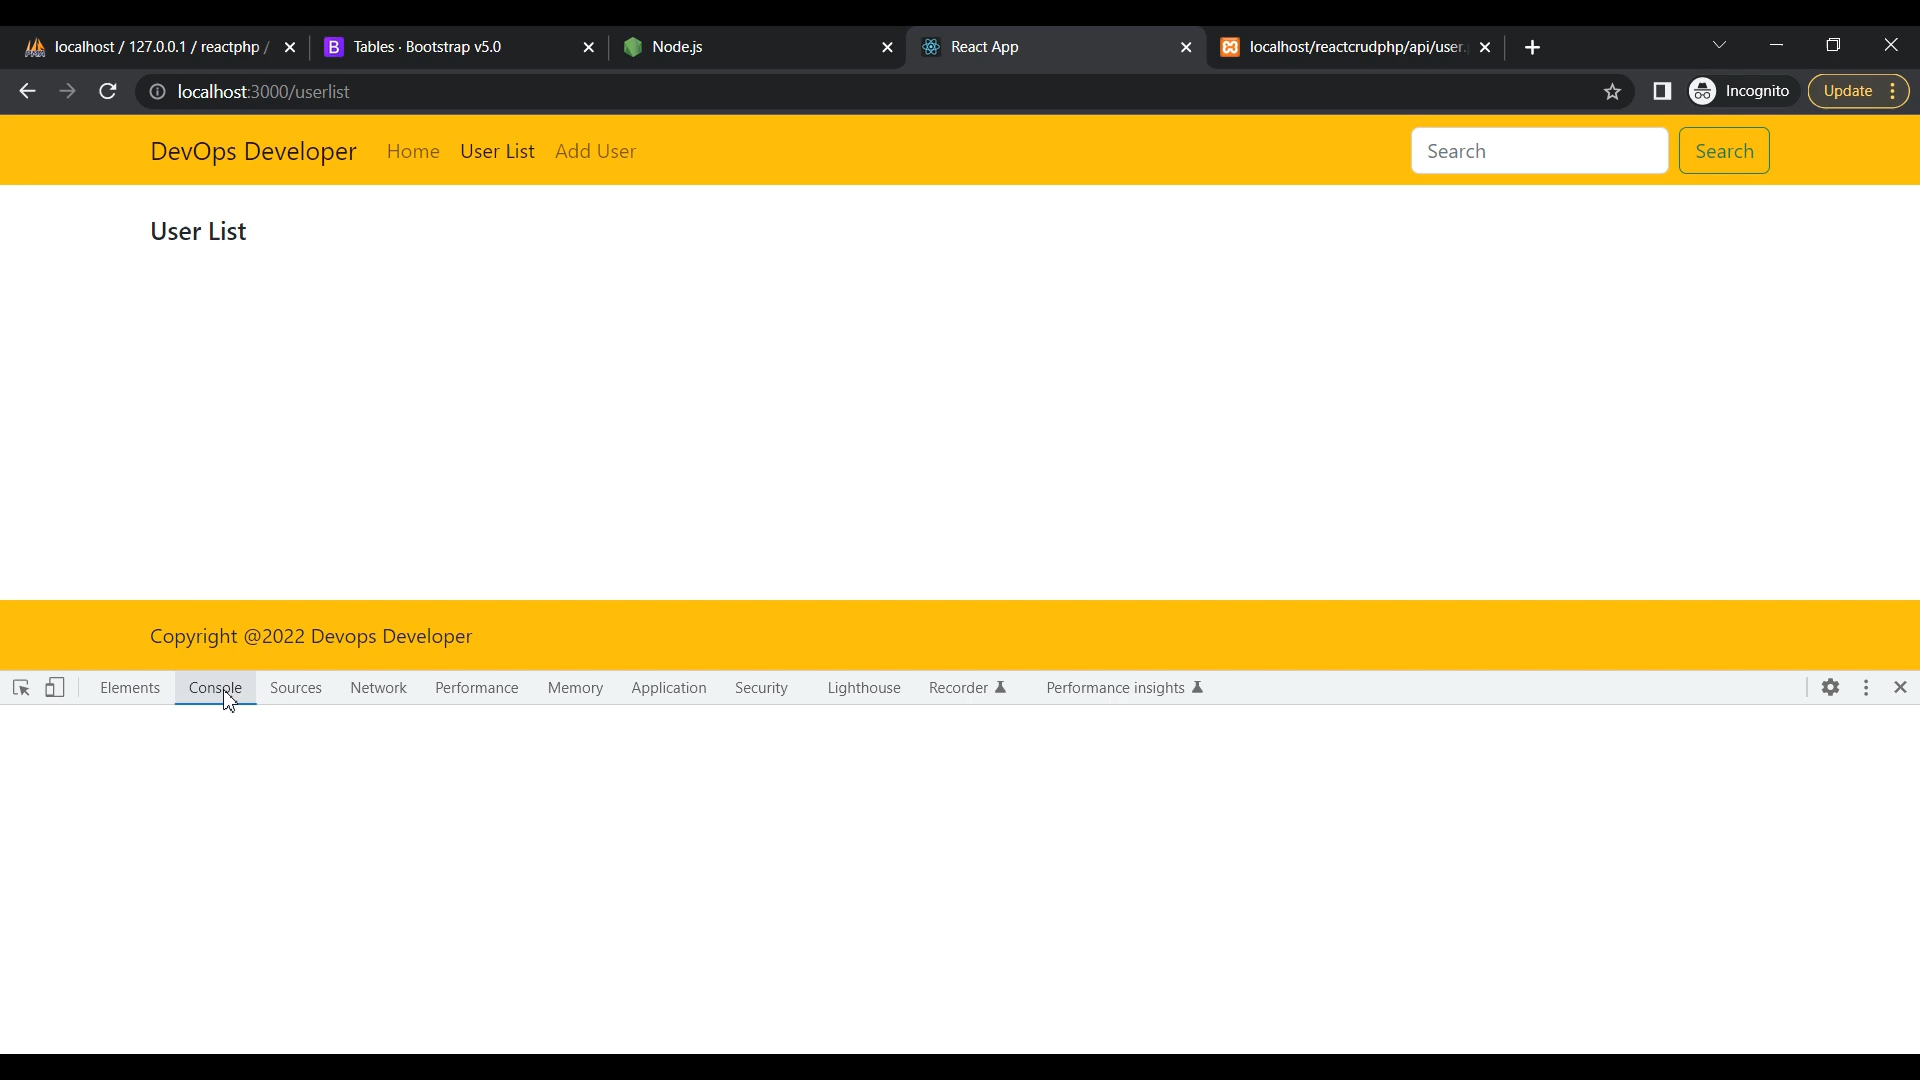 localhost / 127.0.0.1 / reactphp /
Tables · Bootstrap v5.0
Node.js
React App
localhost/reactcrudphp/api/user.
localhost:3000/userlist
Incognito
Update
DevOps Developer
Home
User List
Add User
Search
Search
User List
Copyright @2022 Devops Developer
Elements
Console
Sources
Network
Performance
Memory
Application
Security
Lighthouse
Recorder
Performance insights